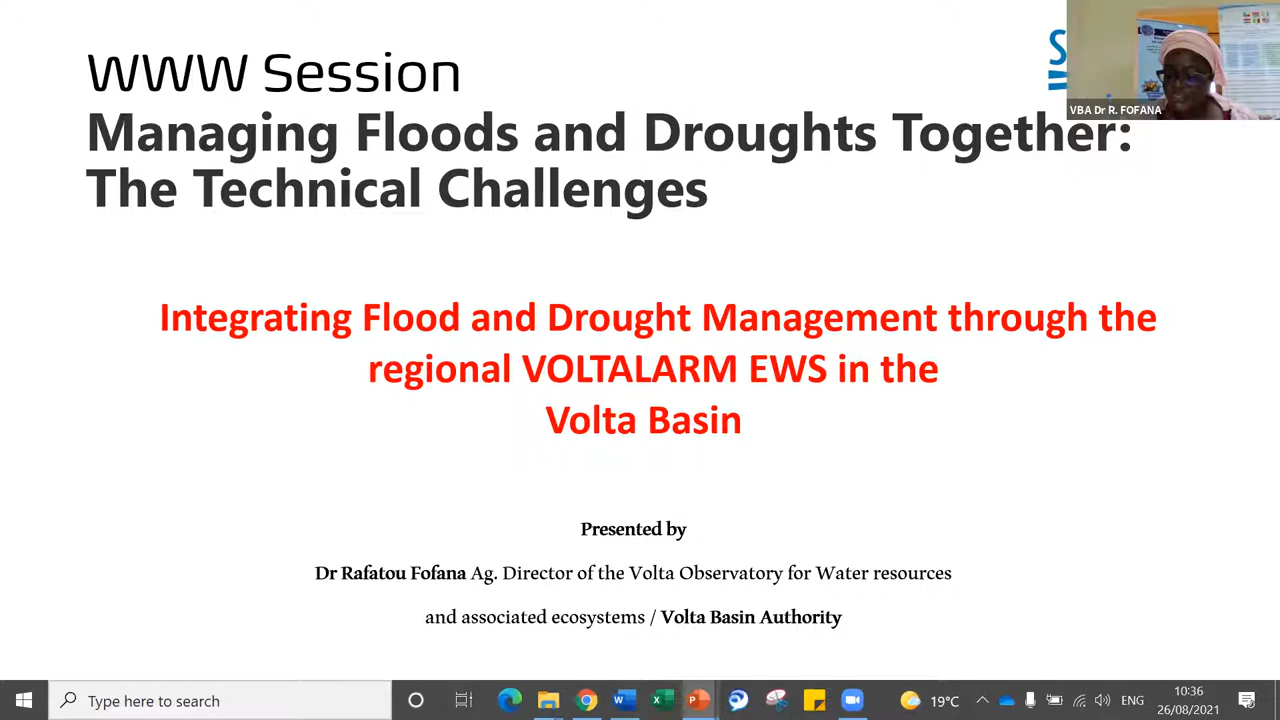 WWW Session
Managing Floods and Droughts Together:
The Technical Challenges
VBA Dr R. FOFANA
Integrating Flood and Drought Management through the
regional VOLTALARM EWS in the
Volta Basin
Presented by
Dr Rafatou Fofana Ag. Director of the Volta Observatory for Water resources
and associated ecosystems / Volta Basin Authority
Type here to search
19°C
ENG
10:36
26/08/2021